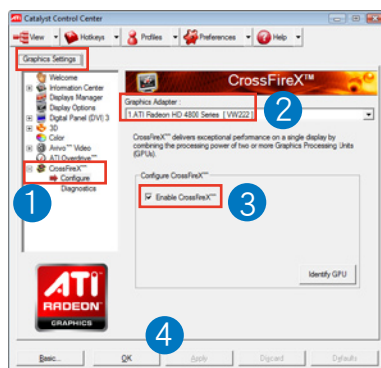 Catalyst Control Center
View Hotkeys Profiles Preferences Help
Graphics Settings
Welcome
Information Center
Displays Manager
Display Options
Digital Panel (DVI) 3
3D
Color
Avivo™ Video
ATI Overdrive™
CrossFireX™
Configure
Diagnostics
1
CrossFireX™
Graphics Adapter :
1.ATI Radeon HD 4800 Series [ VW222 ]
2
CrossFireX™ delivers exceptional performance on a single display by
combining the processing power of two or more Graphics Processing Units
(GPUs).
Configure CrossFireX™
Enable CrossFireX™
3
Identify GPU
ATI
RADEON
GRAPHICS
4
Basic... OK Apply Discard Defaults